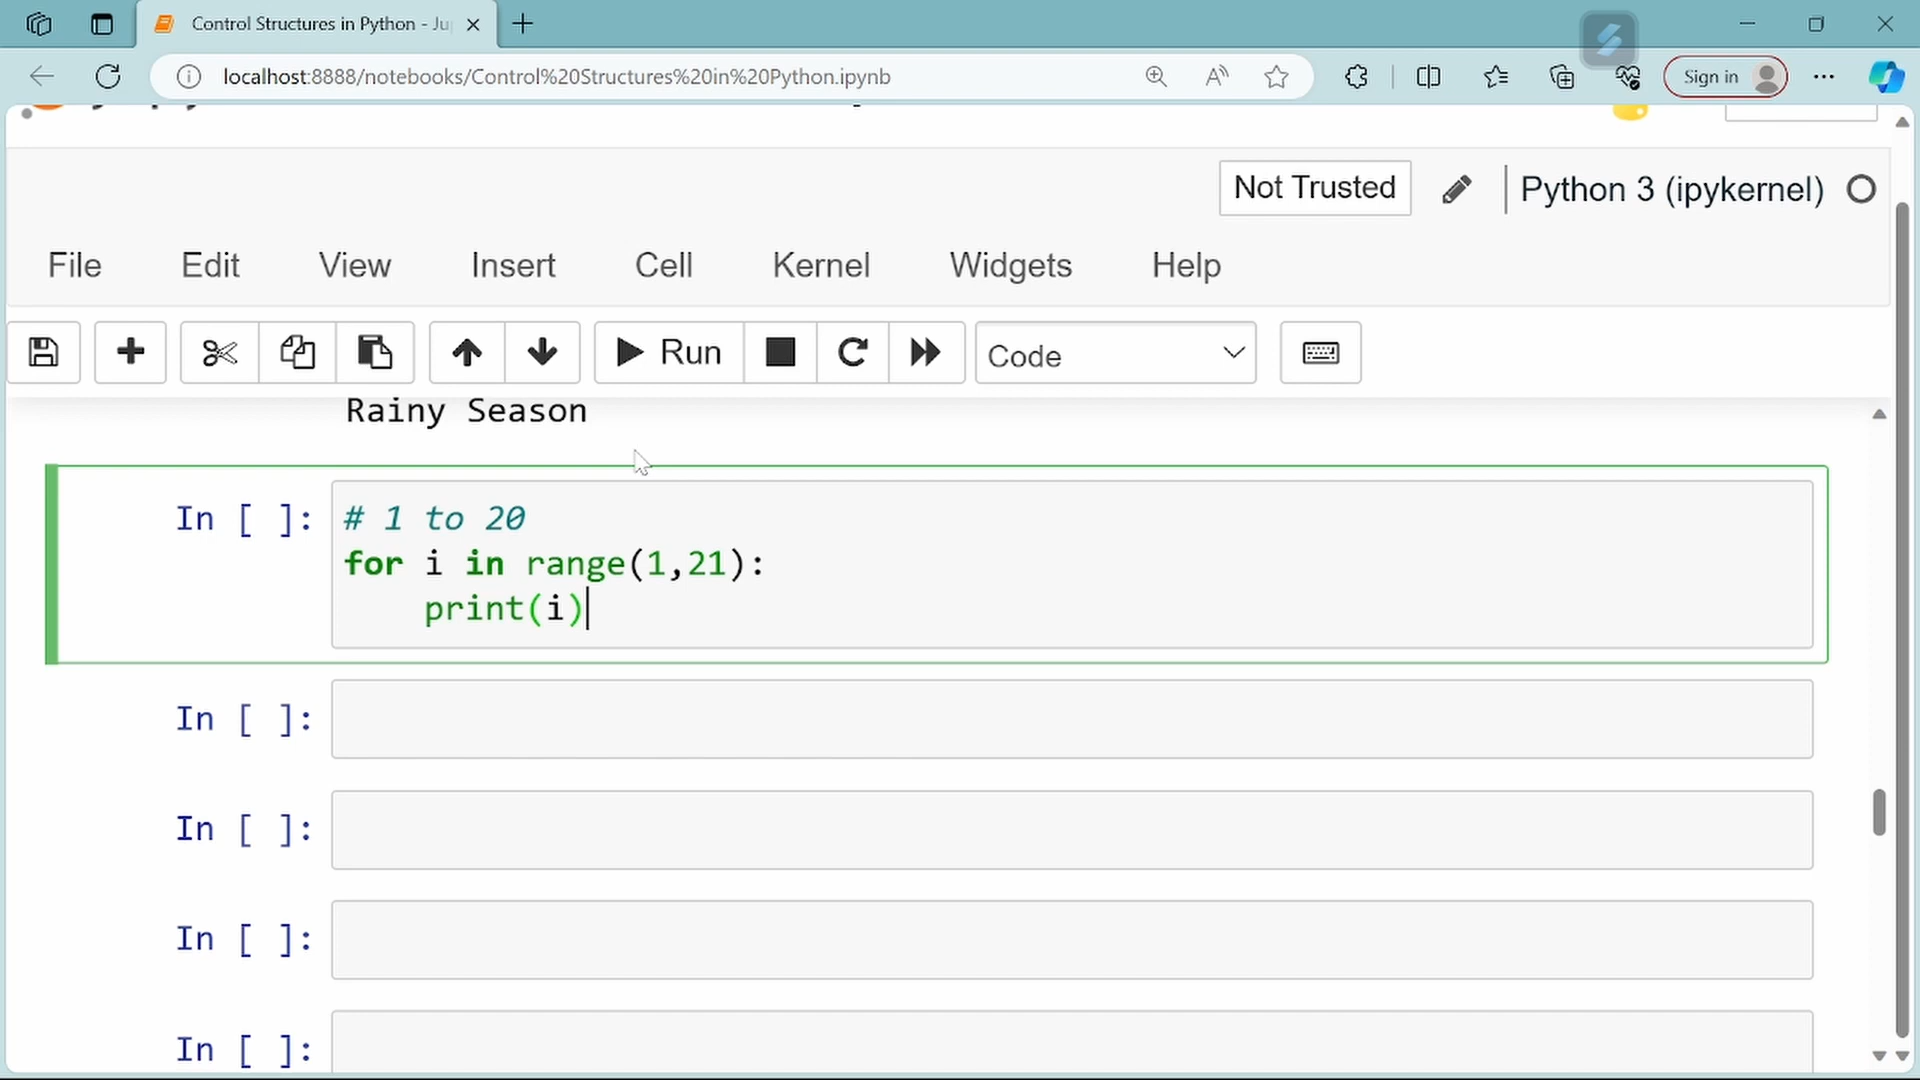 Control Structures in Python - Ju
localhost:8888/notebooks/Control%20Structures%20in%20Python.ipynb
Sign in
Not Trusted
Python 3 (ipykernel)
File Edit View Insert Cell Kernel Widgets Help
Run
Code
Rainy Season
In [ ]: # 1 to 20
for i in range(1,21):
print(i)
In [ ]:
In [ ]:
In [ ]:
In [ ]: